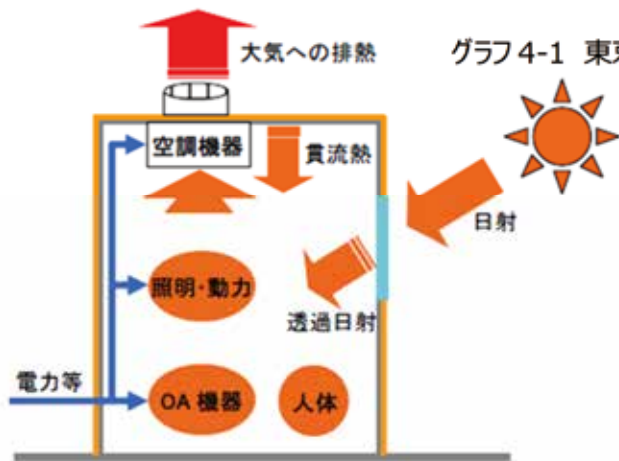 大気への排熱
グラフ 4-1
空調機器
貫流熱
日射
照明・動力
透過日射
電力等
OA 機器
人体